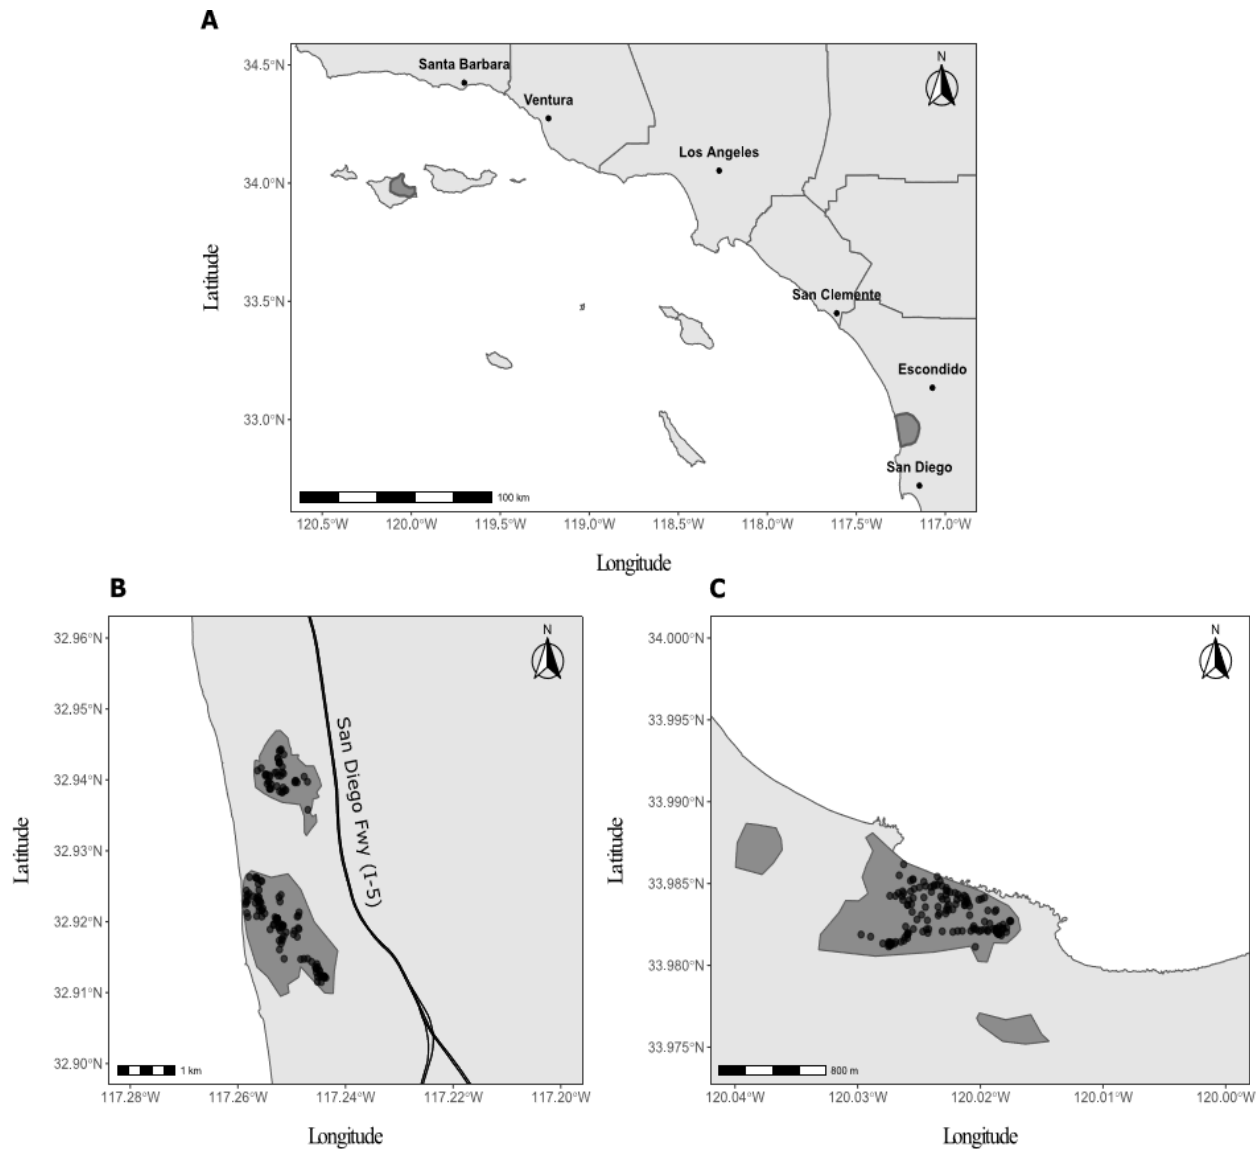 A
N
Santa Barbara
Ventura
Los Angeles
San Clemente
Escondido
San Diego
34.5°N
34.0°N
33.5°N
33.0°N
Latitude
100 km
120.5°W 120.0°W 119.5°W 119.0°W 118.5°W 118.0°W 117.5°W 117.0°W
Longitude
B
N
San Diego Fwy (I-5)
32.96°N
32.95°N
32.94°N
32.93°N
32.92°N
32.91°N
32.90°N
Latitude
1 km
117.28°W 117.26°W 117.24°W 117.22°W 117.20°W
Longitude
C
N
34.000°N
33.995°N
33.990°N
33.985°N
33.980°N
33.975°N
Latitude
800 m
120.04°W 120.03°W 120.02°W 120.01°W 120.00°W
Longitude